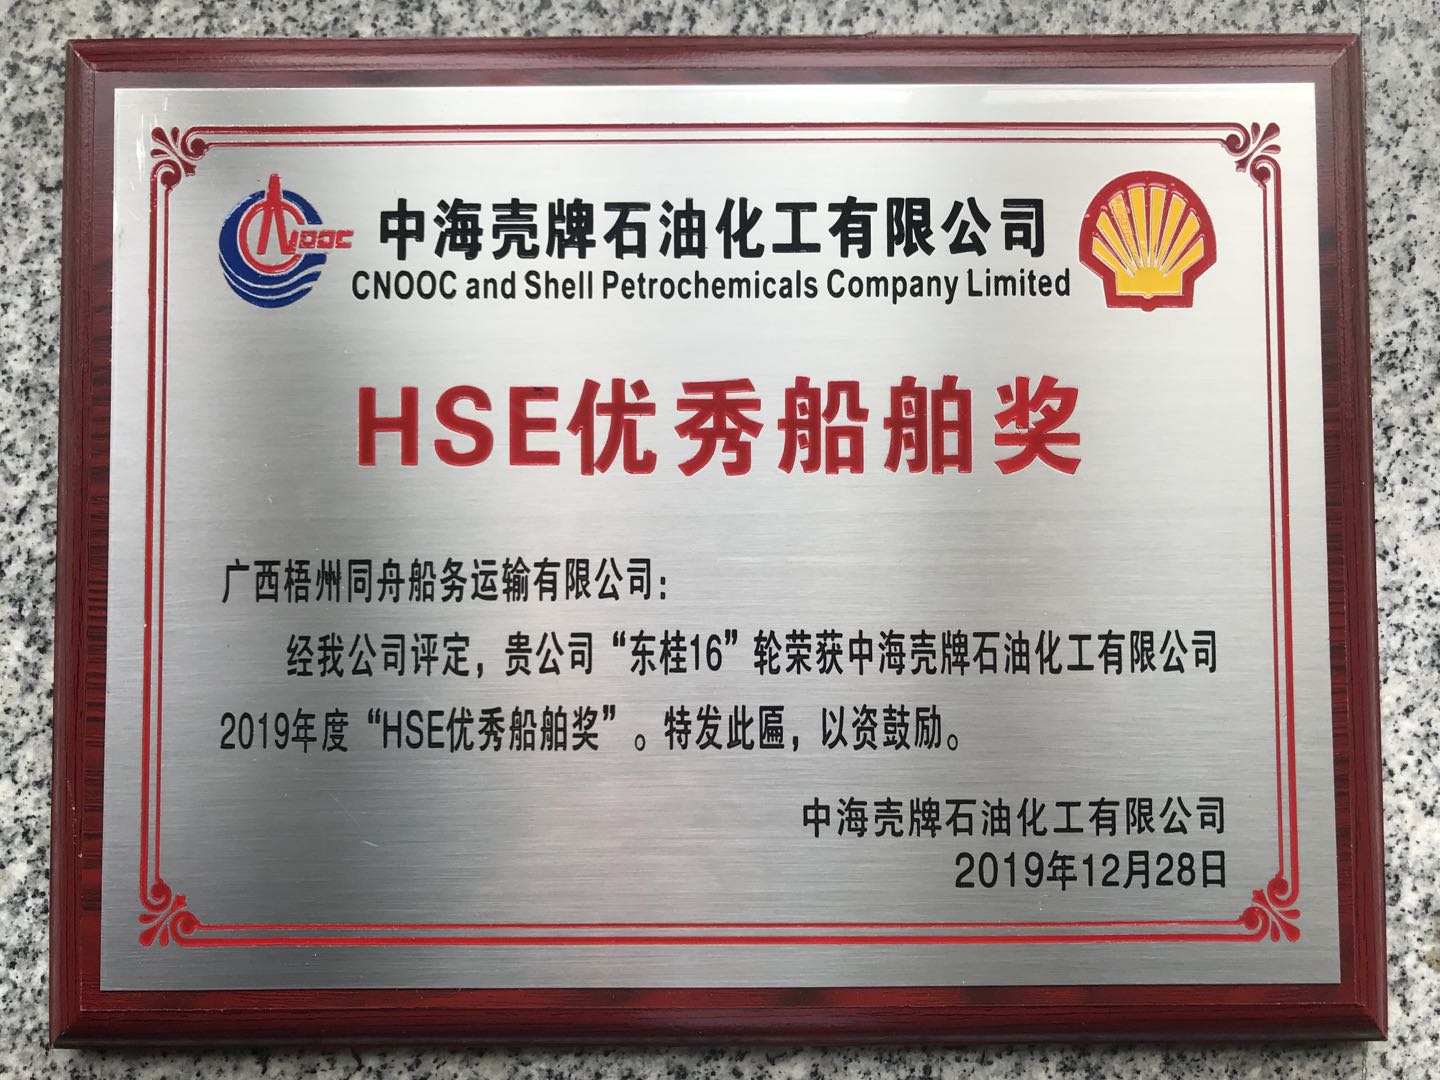 CNOOC
中海壳牌石油化工有限公司
CNOOC and Shell Petrochemicals Company Limited
HSE优秀船舶奖
广西梧州同舟船务运输有限公司：
经我公司评定，贵公司“东桂16”轮荣获中海壳牌石油化工有限公司
2019年度“HSE优秀船舶奖”。特发此匾，以资鼓励。
中海壳牌石油化工有限公司
2019年12月28日